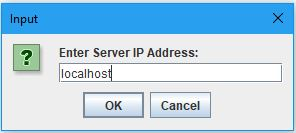 Input
Enter Server IP Address:
localhost
OK Cancel